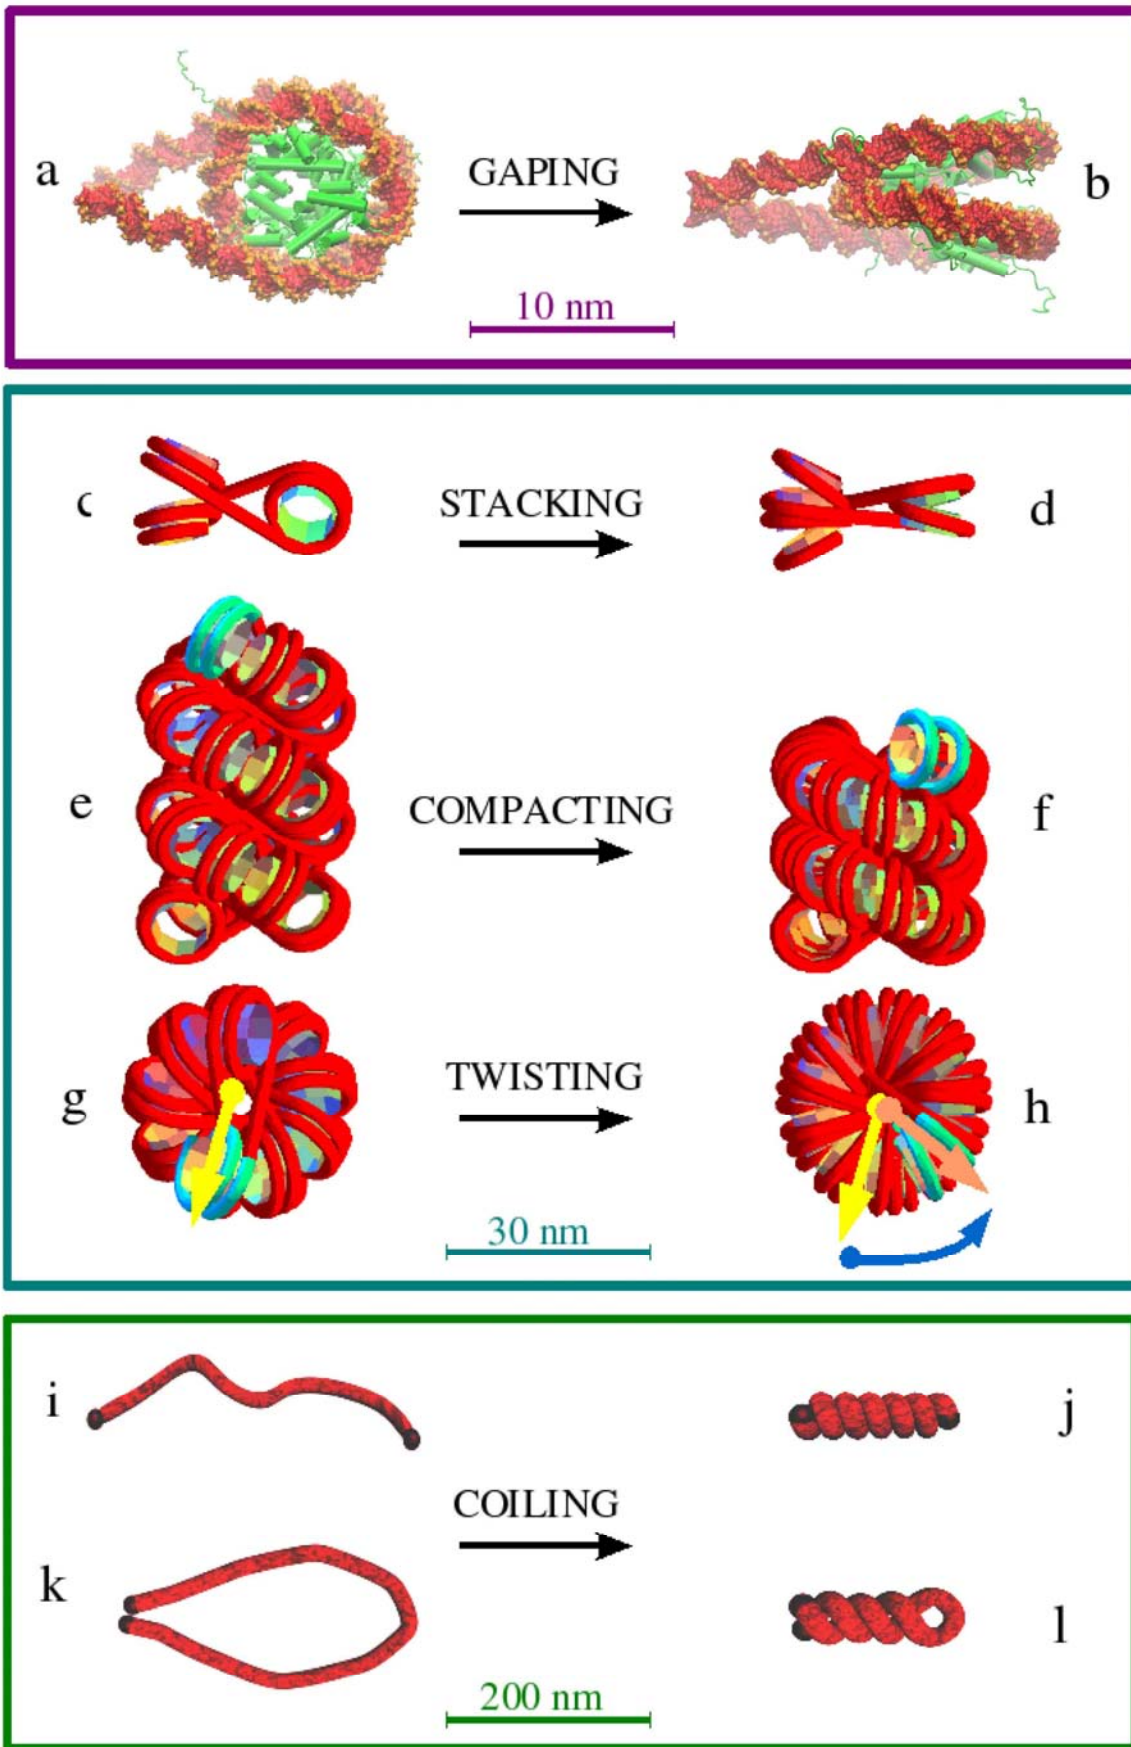 a GAPING b
10 nm
c STACKING d
e COMPACTING f
g TWISTING h
30 nm
i j
COILING
k l
200 nm